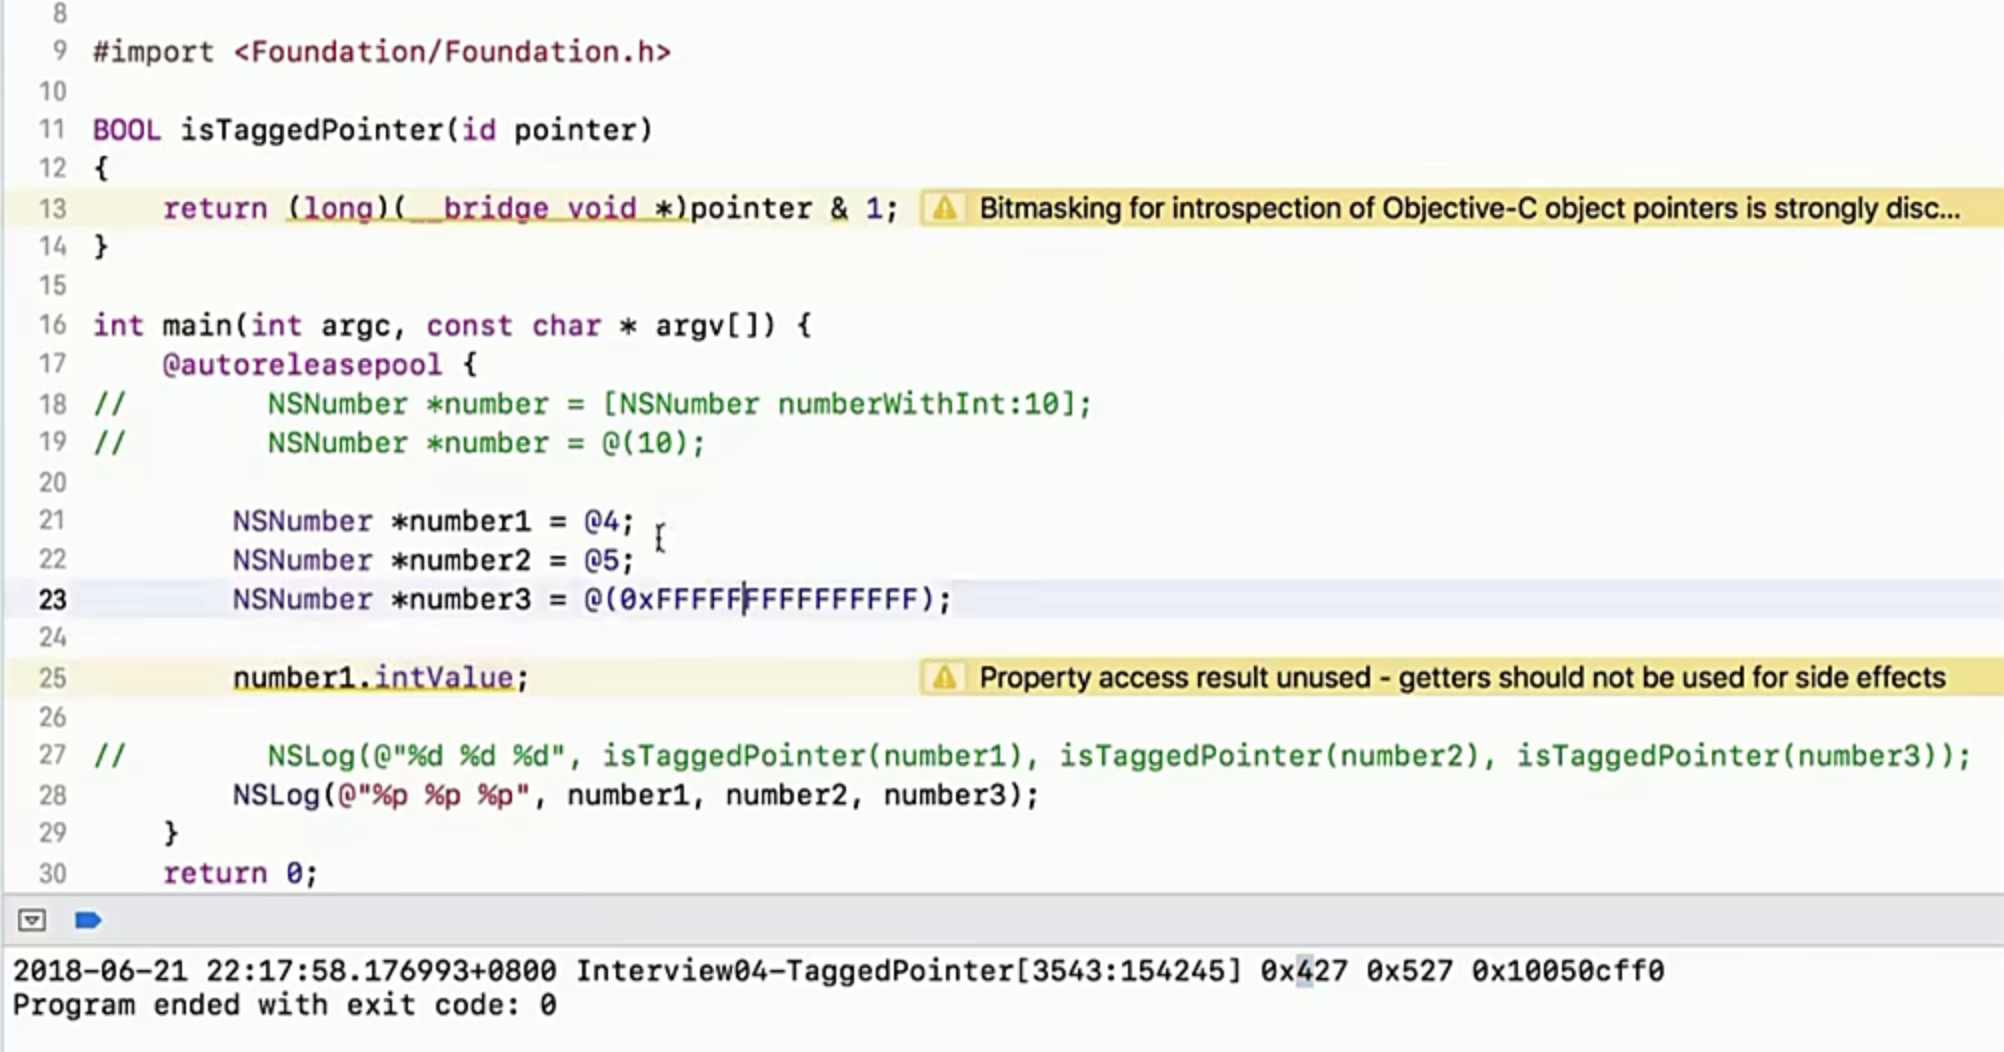 8
9 #import <Foundation/Foundation.h>
10
11 BOOL isTaggedPointer(id pointer)
12 {
13     return (long)(__bridge void *)pointer & 1; Bitmasking for introspection of Objective-C object pointers is strongly disc...
14 }
15
16 int main(int argc, const char * argv[]) {
17     @autoreleasepool {
18 //        NSNumber *number = [NSNumber numberWithInt:10];
19 //        NSNumber *number = @(10);
20
21         NSNumber *number1 = @4;
22         NSNumber *number2 = @5;
23         NSNumber *number3 = @(0xFFFFFFFFFFFFFFF);
24
25         number1.intValue; Property access result unused - getters should not be used for side effects
26
27 //        NSLog(@"%d %d %d", isTaggedPointer(number1), isTaggedPointer(number2), isTaggedPointer(number3));
28         NSLog(@"%p %p %p", number1, number2, number3);
29     }
30     return 0;
2018-06-21 22:17:58.176993+0800 Interview04-TaggedPointer[3543:154245] 0x427 0x527 0x10050cff0
Program ended with exit code: 0